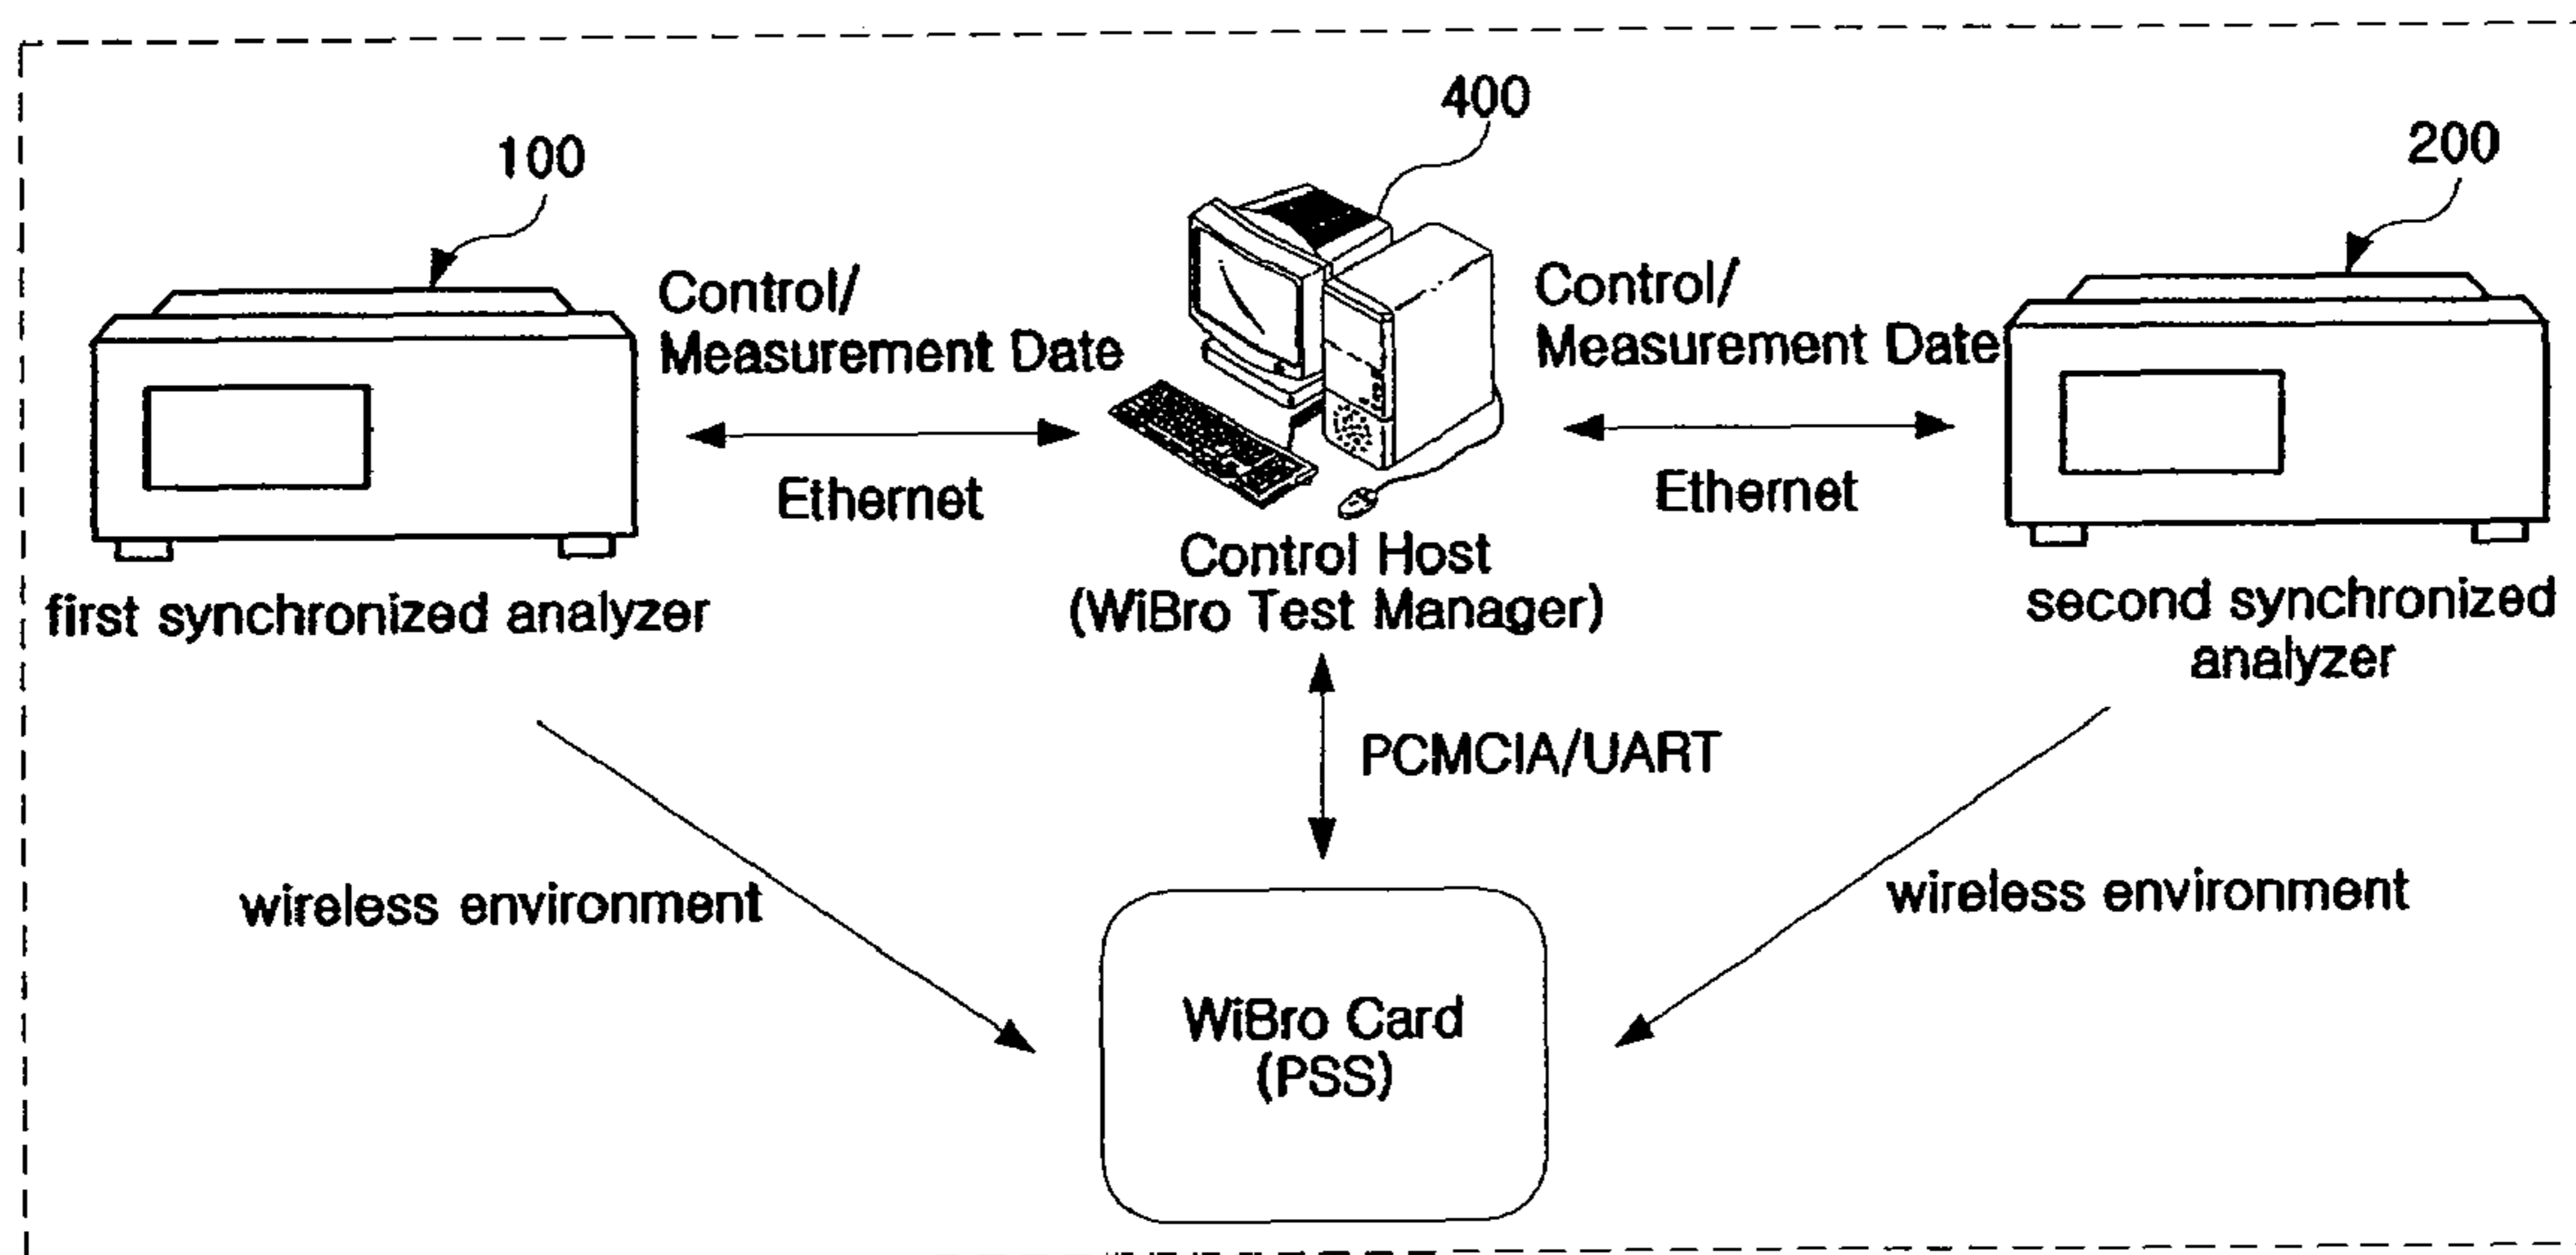 400
100
200
Control/
Measurement Date
Control/
Measurement Date
Ethernet
Ethernet
Control Host
(WiBro Test Manager)
first synchronized analyzer
second synchronized
analyzer
PCMCIA/UART
wireless environment
wireless environment
WiBro Card
(PSS)